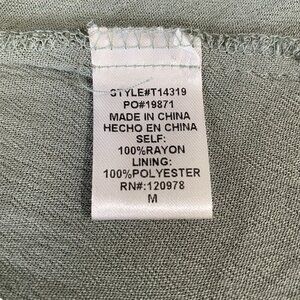 STYLE#T14319
PO#19871
MADE IN CHINA
HECHO EN CHINA
SELF:
100%RAYON
LINING:
100%POLYESTER
RN#:120978
M